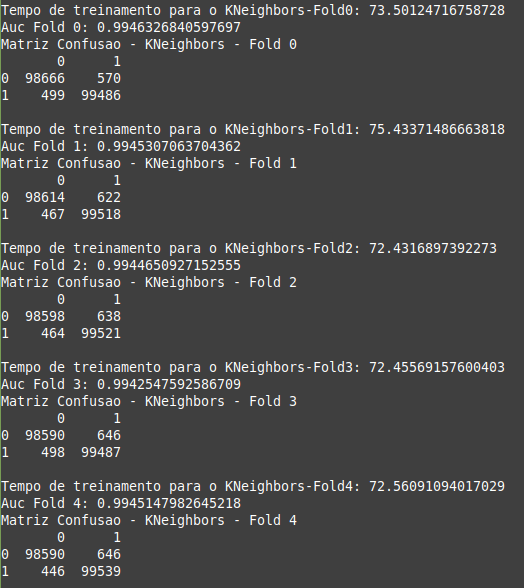 Tempo de treinamento para o KNeighbors-Fold0: 73.50124716758728
Auc Fold 0: 0.9946326840597697
Matriz Confusao - KNeighbors - Fold 0
0 1
0 98666 570
1 499 99486
Tempo de treinamento para o KNeighbors-Fold1: 75.43371486663818
Auc Fold 1: 0.9945307063704362
Matriz Confusao - KNeighbors - Fold 1
0 1
0 98614 622
1 467 99518
Tempo de treinamento para o KNeighbors-Fold2: 72.4316897392273
Auc Fold 2: 0.9944650927152555
Matriz Confusao - KNeighbors - Fold 2
0 1
0 98598 638
1 464 99521
Tempo de treinamento para o KNeighbors-Fold3: 72.45569157600403
Auc Fold 3: 0.9942547592586709
Matriz Confusao - KNeighbors - Fold 3
0 1
0 98590 646
1 498 99487
Tempo de treinamento para o KNeighbors-Fold4: 72.56091094017029
Auc Fold 4: 0.9945147982645218
Matriz Confusao - KNeighbors - Fold 4
0 1
0 98590 646
1 446 99539